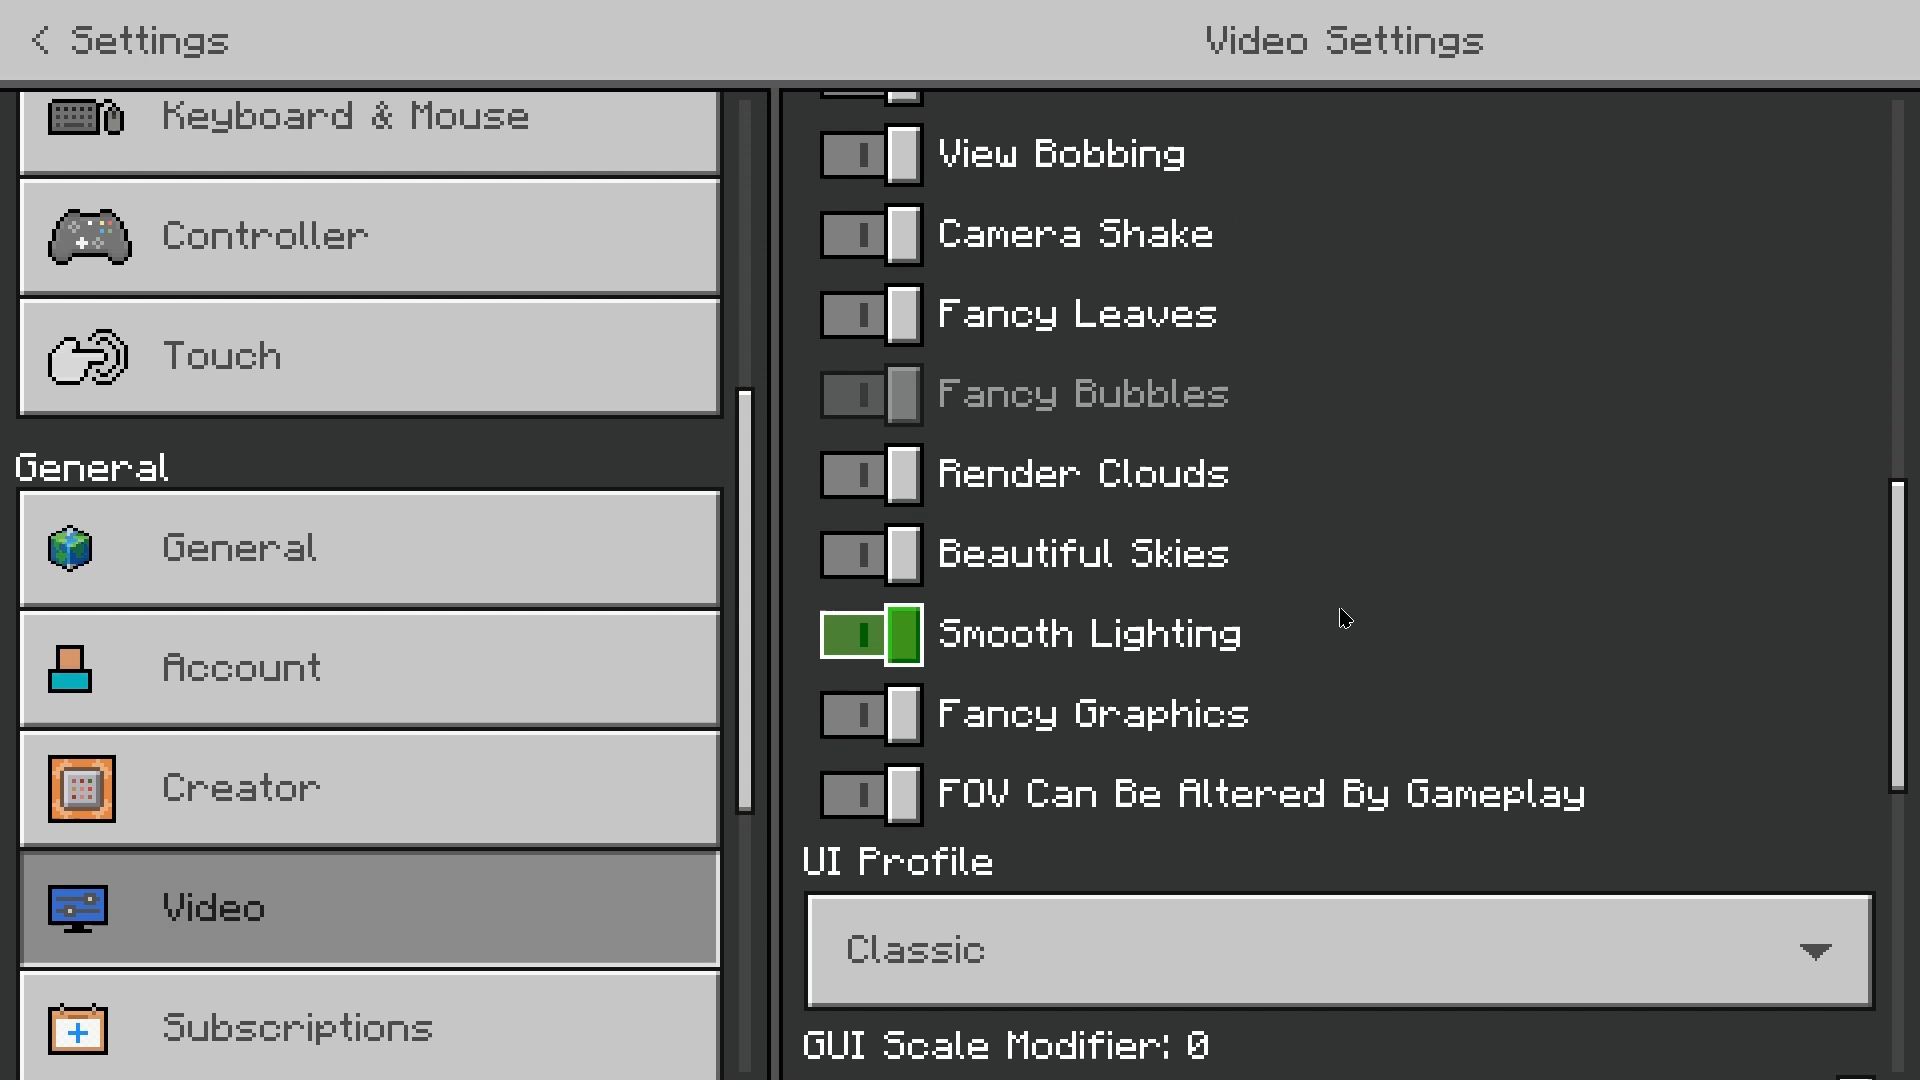 Settings
Video Settings
Keyboard & Mouse
Controller
Touch
General
General
Account
Creator
Video
Subscriptions
View Bobbing
Camera Shake
Fancy Leaves
Fancy Bubbles
Render Clouds
Beautiful Skies
Smooth Lighting
Fancy Graphics
FOV Can Be Altered By Gameplay
UI Profile
Classic
GUI Scale Modifier: 0